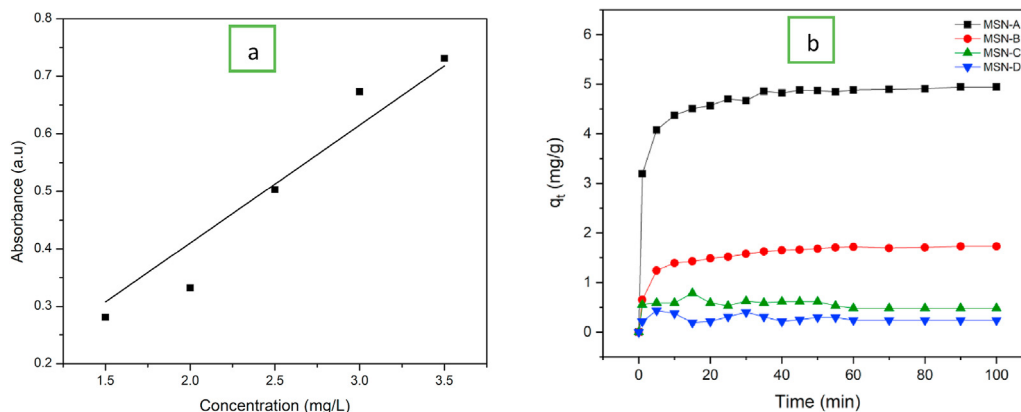 a
0.8
0.7
0.6
0.5
0.4
0.3
0.2
Absorbance (a.u)
1.5 2.0 2.5 3.0 3.5
Concentration (mg/L)
b
MSN-A
MSN-B
MSN-C
MSN-D
6
5
4
3
2
1
0
qt (mg/g)
0 20 40 60 80 100
Time (min)